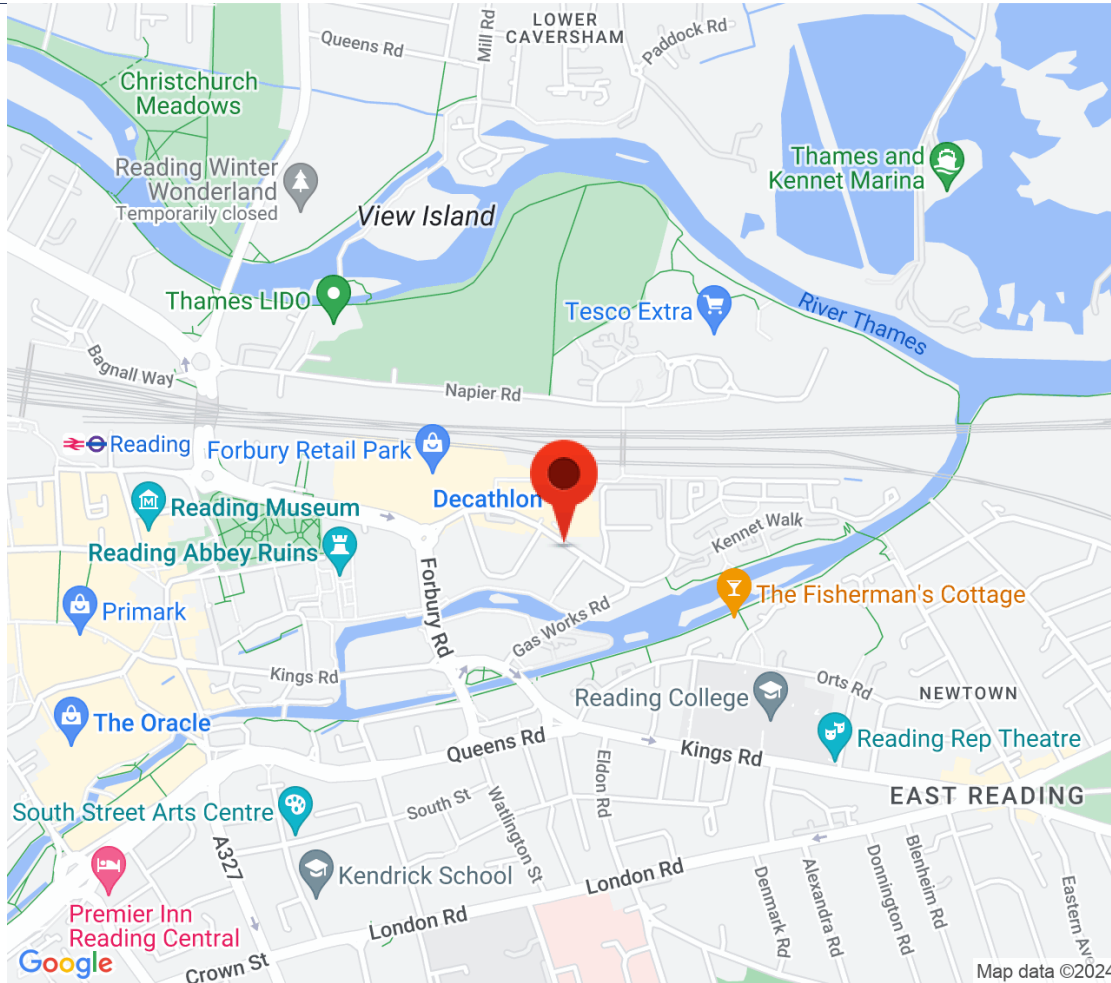 LOWER
CAVERSHAM
Queens Rd
Mill Rd
Paddock Rd
Christchurch
Meadows
Reading Winter
Wonderland
Temporarily closed
View Island
Thames and
Kennet Marina
Thames LIDO
Tesco Extra
River Thames
Bagnall Way
Napier Rd
Reading
Forbury Retail Park
Decathlon
Reading Museum
Reading Abbey Ruins
Kennet Walk
Forbury Rd
Primark
Gas Works Rd
The Fisherman's Cottage
Kings Rd
Reading College
Orts Rd
NEWTOWN
The Oracle
Queens Rd
Kings Rd
Reading Rep Theatre
Eldon Rd
EAST READING
South Street Arts Centre
South St
Watlington St
A327
Kendrick School
London Rd
Denmark Rd
Alexandra Rd
Donnington Rd
Blenheim Rd
Eastern Ave
Premier Inn
Reading Central
London Rd
Google
Crown St
Map data ©2024